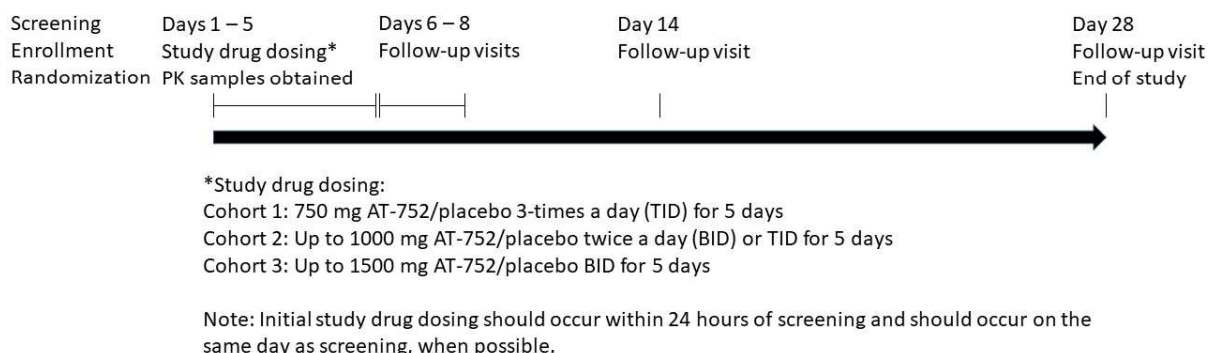 Screening
Enrollment
Randomization
Days 1 – 5
Study drug dosing*
PK samples obtained
Days 6 – 8
Follow-up visits
Day 14
Follow-up visit
Day 28
Follow-up visit
End of study
*Study drug dosing:
Cohort 1: 750 mg AT-752/placebo 3-times a day (TID) for 5 days
Cohort 2: Up to 1000 mg AT-752/placebo twice a day (BID) or TID for 5 days
Cohort 3: Up to 1500 mg AT-752/placebo BID for 5 days
Note: Initial study drug dosing should occur within 24 hours of screening and should occur on the
same day as screening, when possible.